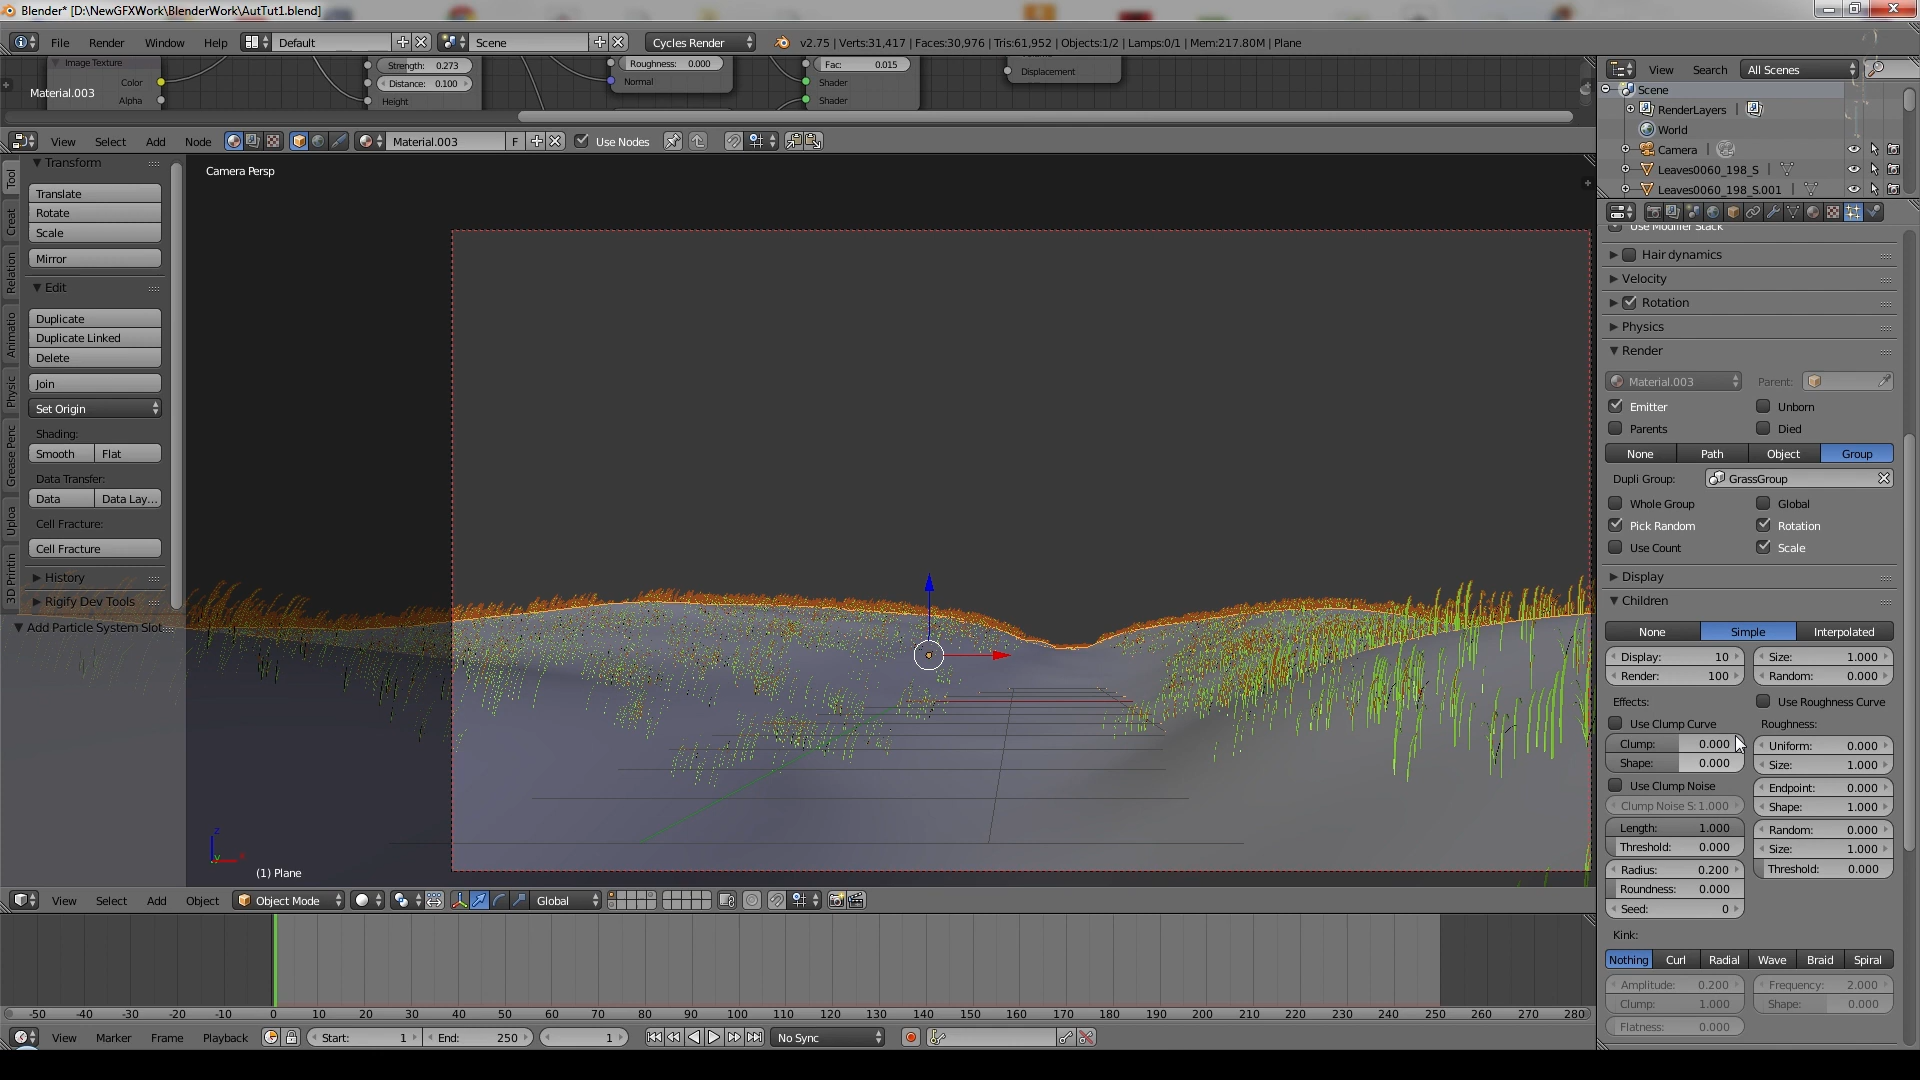 Blender* [D:\NewGFXWork\BlenderWork\AutTut1.blend]
File Render Window Help Default Scene Cycles Render v2.75 | Verts:31,417 | Faces:30,976 | Tris:61,952 | Objects:1/2 | Lamps:0/1 | Mem:217.80M | Plane
Image Texture
Color
Alpha
Material.003
Strength: 0.273
Distance: 0.100
Height
Roughness: 0.000
Normal
Fac: 0.015
Shader
Shader
Displacement
View Select Add Node Material.003 F Use Nodes
View Search All Scenes
Scene
RenderLayers
World
Camera
Leaves0060_198_S
Leaves0060_198_S.001
Tool
Creat
Relation
Animatio
Physic
Grease Penc
Uploa
3D Printin
Transform
Translate
Rotate
Scale
Mirror
Edit
Duplicate
Duplicate Linked
Delete
Join
Set Origin
Shading:
Smooth Flat
Data Transfer:
Data Data Lay...
Cell Fracture:
Cell Fracture
History
Rigify Dev Tools
Add Particle System Slot
Camera Persp
(1) Plane
Use Modifier Stack
Hair dynamics
Velocity
Rotation
Physics
Render
Material.003 Parent:
Emitter Unborn
Parents Died
None Path Object Group
Dupli Group: GrassGroup
Whole Group Global
Pick Random Rotation
Use Count Scale
Display
Children
None Simple Interpolated
Display: 10 Size: 1.000
Render: 100 Random: 0.000
Effects: Use Roughness Curve
Use Clump Curve Roughness:
Clump: 0.000 Uniform: 0.000
Shape: 0.000 Size: 1.000
Use Clump Noise Endpoint: 0.000
Clump Noise S:1.000 Shape: 1.000
Length: 1.000 Random: 0.000
Threshold: 0.000 Size: 1.000
Radius: 0.200 Threshold: 0.000
Roundness: 0.000
Seed: 0
Kink:
Nothing Curl Radial Wave Braid Spiral
Amplitude: 0.200 Frequency: 2.000
Clump: 1.000 Shape: 0.000
Flatness: 0.000
View Select Add Object Object Mode Global
-50 -40 -30 -20 -10 0 10 20 30 40 50 60 70 80 90 100 110 120 130 140 150 160 170 180 190 200 210 220 230 240 250 260 270 280
View Marker Frame Playback Start: 1 End: 250 1 No Sync